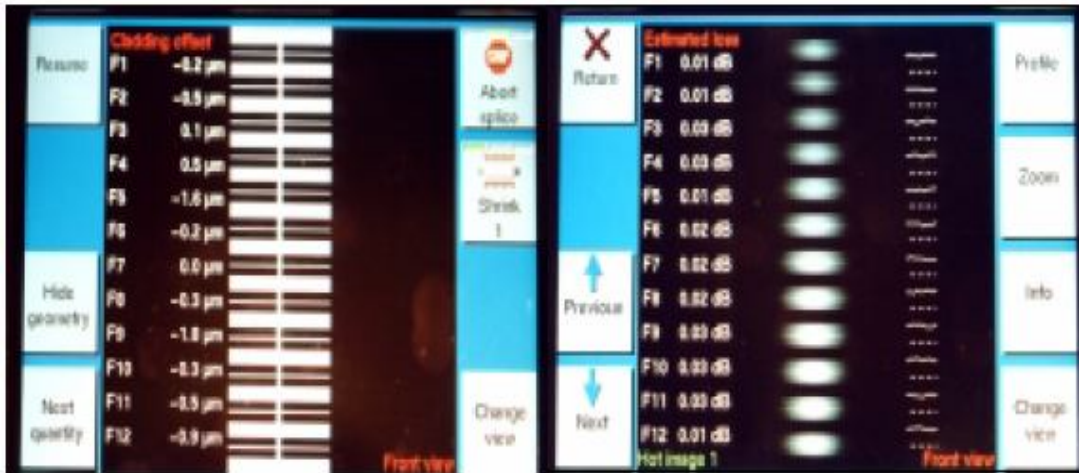 Resume
Hide
geometry
Next
quantity
Cladding offset
F1 -0.2 µm
F2 -0.5 µm
F3 0.1 µm
F4 0.5 µm
F5 -1.6 µm
F6 -0.2 µm
F7 0.0 µm
F8 -0.3 µm
F9 µm
F10 -0.3 µm
F11 -0.5 µm
F12 -0.9 µm
Front view
Abort
splice
Shrink
1
Change
view
Return
Previous
Next
Estimated loss
F1 0.01 dB
F2 0.01 dB
F3 0.03 dB
F4 0.03 dB
F5 0.01 dB
F6 0.02 dB
F7 0.02 dB
F8 0.02 dB
F9 0.03 dB
F10 0.03 dB
F11 0.03 dB
F12 0.01 dB
Hot image 1
Front view
Profile
Zoom
Info
Change
view